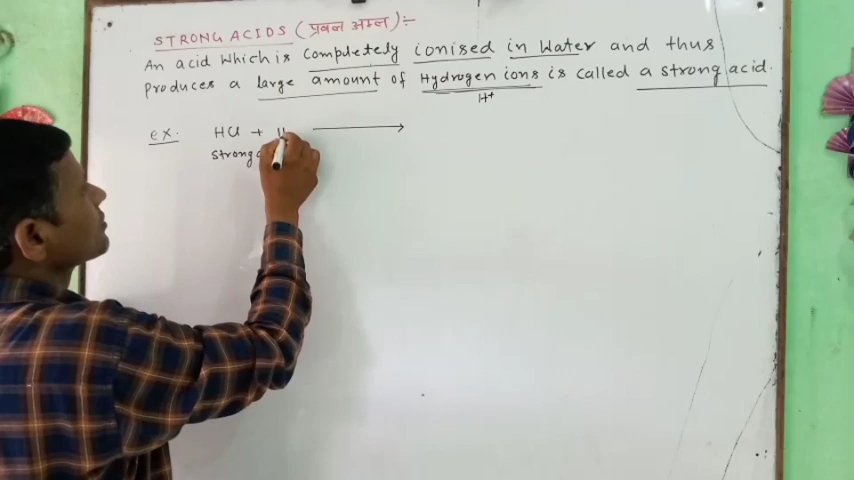 STRONG ACIDS (प्रबल अम्ल):-
An acid which is completely ionised in water and thus
produces a large amount of Hydrogen ions is called a strong acid.
H+
ex. HCl + H →
strong